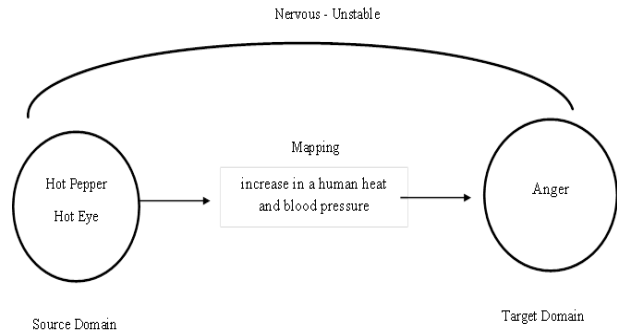 Nervous - Unstable
Mapping
Hot Pepper
Hot Eye
increase in a human heat
and blood pressure
Anger
Source Domain
Target Domain